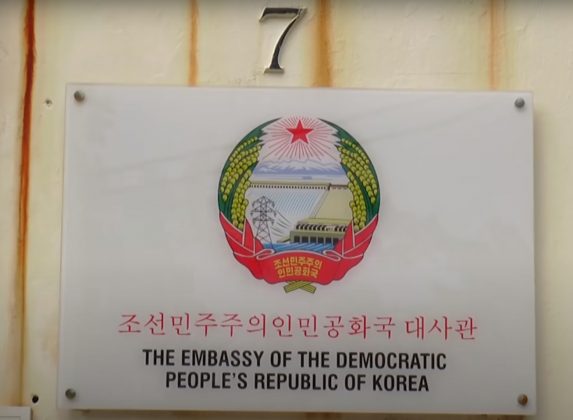 7
조선민주주의
인민공화국
조선민주주의인민공화국 대사관
THE EMBASSY OF THE DEMOCRATIC
PEOPLE'S REPUBLIC OF KOREA